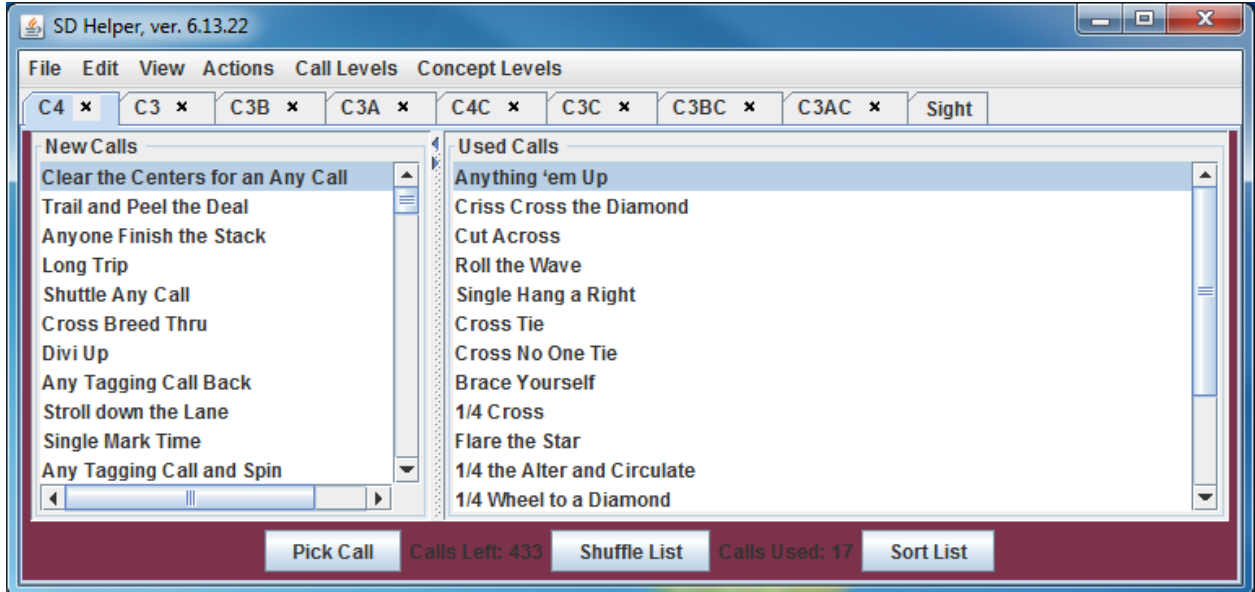 SD Helper, ver. 6.13.22
File Edit View Actions Call Levels Concept Levels
C4 C3 C3B C3A C4C C3C C3BC C3AC Sight
New Calls
Clear the Centers for an Any Call
Trail and Peel the Deal
Anyone Finish the Stack
Long Trip
Shuttle Any Call
Cross Breed Thru
Divi Up
Any Tagging Call Back
Stroll down the Lane
Single Mark Time
Any Tagging Call and Spin
Used Calls
Anything ‘em Up
Criss Cross the Diamond
Cut Across
Roll the Wave
Single Hang a Right
Cross Tie
Cross No One Tie
Brace Yourself
1/4 Cross
Flare the Star
1/4 the Alter and Circulate
1/4 Wheel to a Diamond
Pick Call Calls Left: 433 Shuffle List Calls Used: 17 Sort List